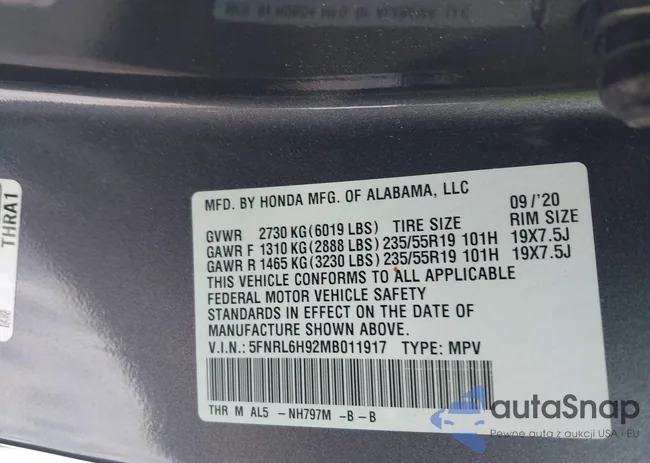 THRA1
MFD. BY HONDA MFG. OF ALABAMA, LLC 09/'20
GVWR 2730 KG(6019 LBS) TIRE SIZE RIM SIZE
GAWR F 1310 KG(2888 LBS) 235/55R19 101H 19X7.5J
GAWR R 1465 KG(3230 LBS) 235/55R19 101H 19X7.5J
THIS VEHICLE CONFORMS TO ALL APPLICABLE
FEDERAL MOTOR VEHICLE SAFETY
STANDARDS IN EFFECT ON THE DATE OF
MANUFACTURE SHOWN ABOVE.
V.I.N.: 5FNRL6H92MB011917 TYPE: MPV
THR M AL5 -NH797M -B -B
autoSnap
Pewne auta z aukcji USA - EU